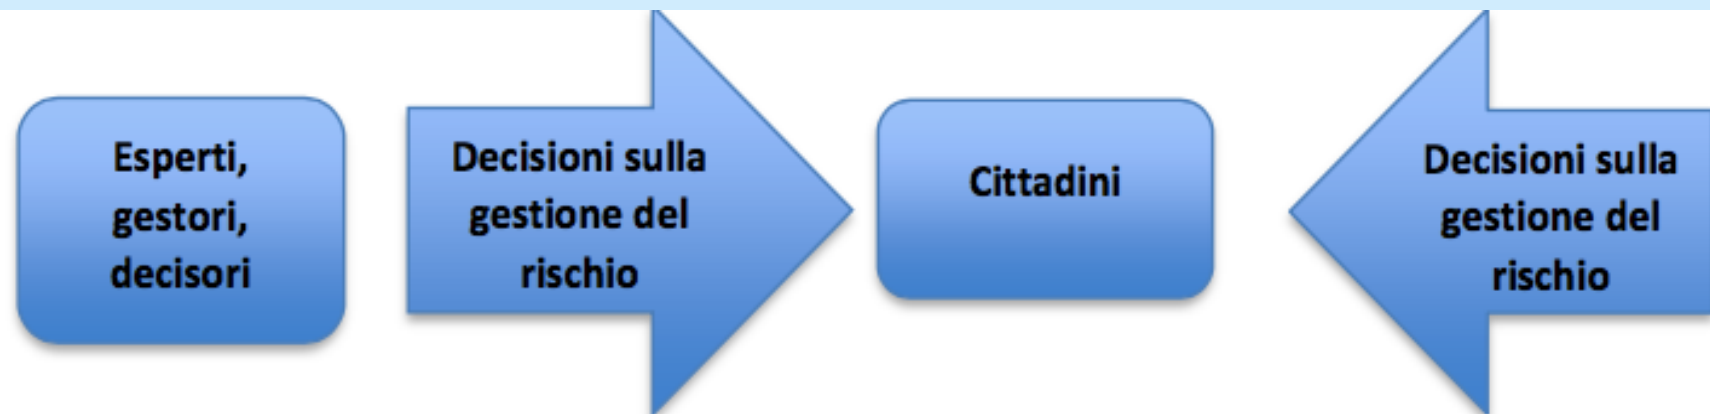 Esperti,
gestori,
decisori
Decisioni sulla
gestione del
rischio
Cittadini
Decisioni sulla
gestione del
rischio